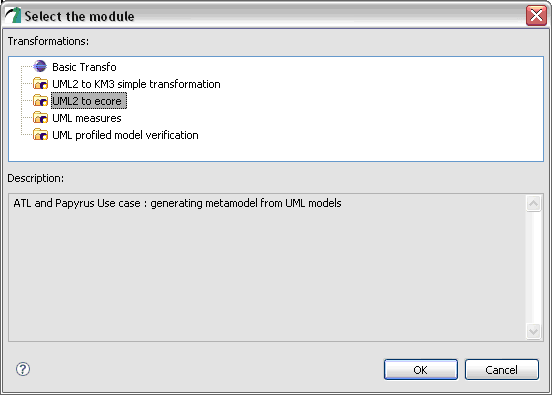 Select the module
Transformations:
Basic Transfo
UML2 to KM3 simple transformation
UML2 to ecore
UML measures
UML profiled model verification
Description:
ATL and Papyrus Use case : generating metamodel from UML models
?
OK
Cancel